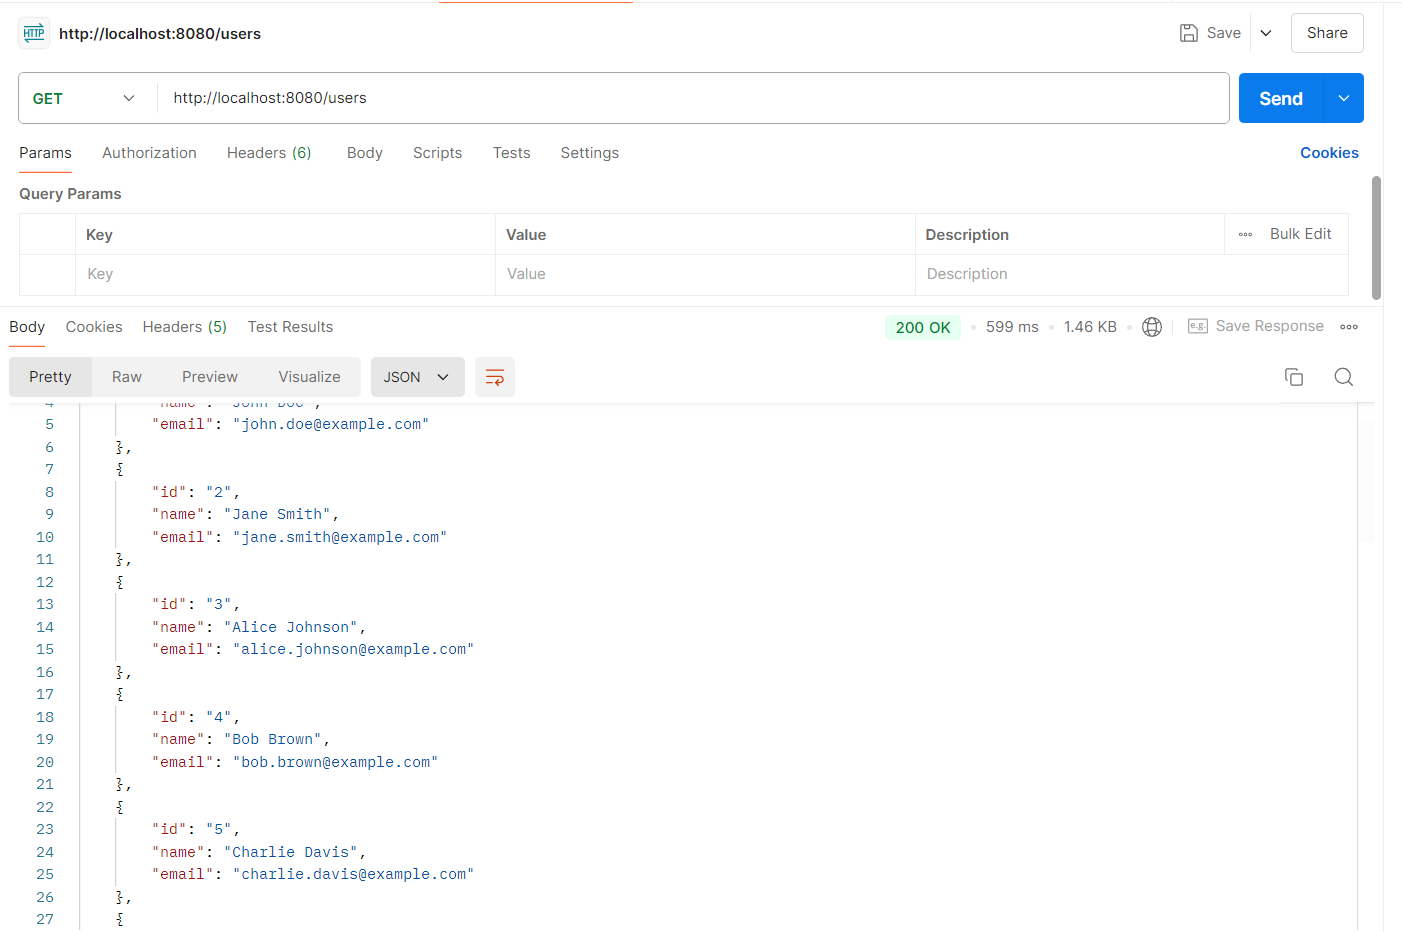 HTTP http://localhost:8080/users Save Share
GET http://localhost:8080/users Send
Params Authorization Headers (6) Body Scripts Tests Settings Cookies
Query Params
Key Value Description Bulk Edit
Key Value Description
Body Cookies Headers (5) Test Results 200 OK 599 ms 1.46 KB e.g. Save Response
Pretty Raw Preview Visualize JSON
4 "name": "John Doe",
5 "email": "john.doe@example.com"
6 },
7 {
8 "id": "2",
9 "name": "Jane Smith",
10 "email": "jane.smith@example.com"
11 },
12 {
13 "id": "3",
14 "name": "Alice Johnson",
15 "email": "alice.johnson@example.com"
16 },
17 {
18 "id": "4",
19 "name": "Bob Brown",
20 "email": "bob.brown@example.com"
21 },
22 {
23 "id": "5",
24 "name": "Charlie Davis",
25 "email": "charlie.davis@example.com"
26 },
27 {